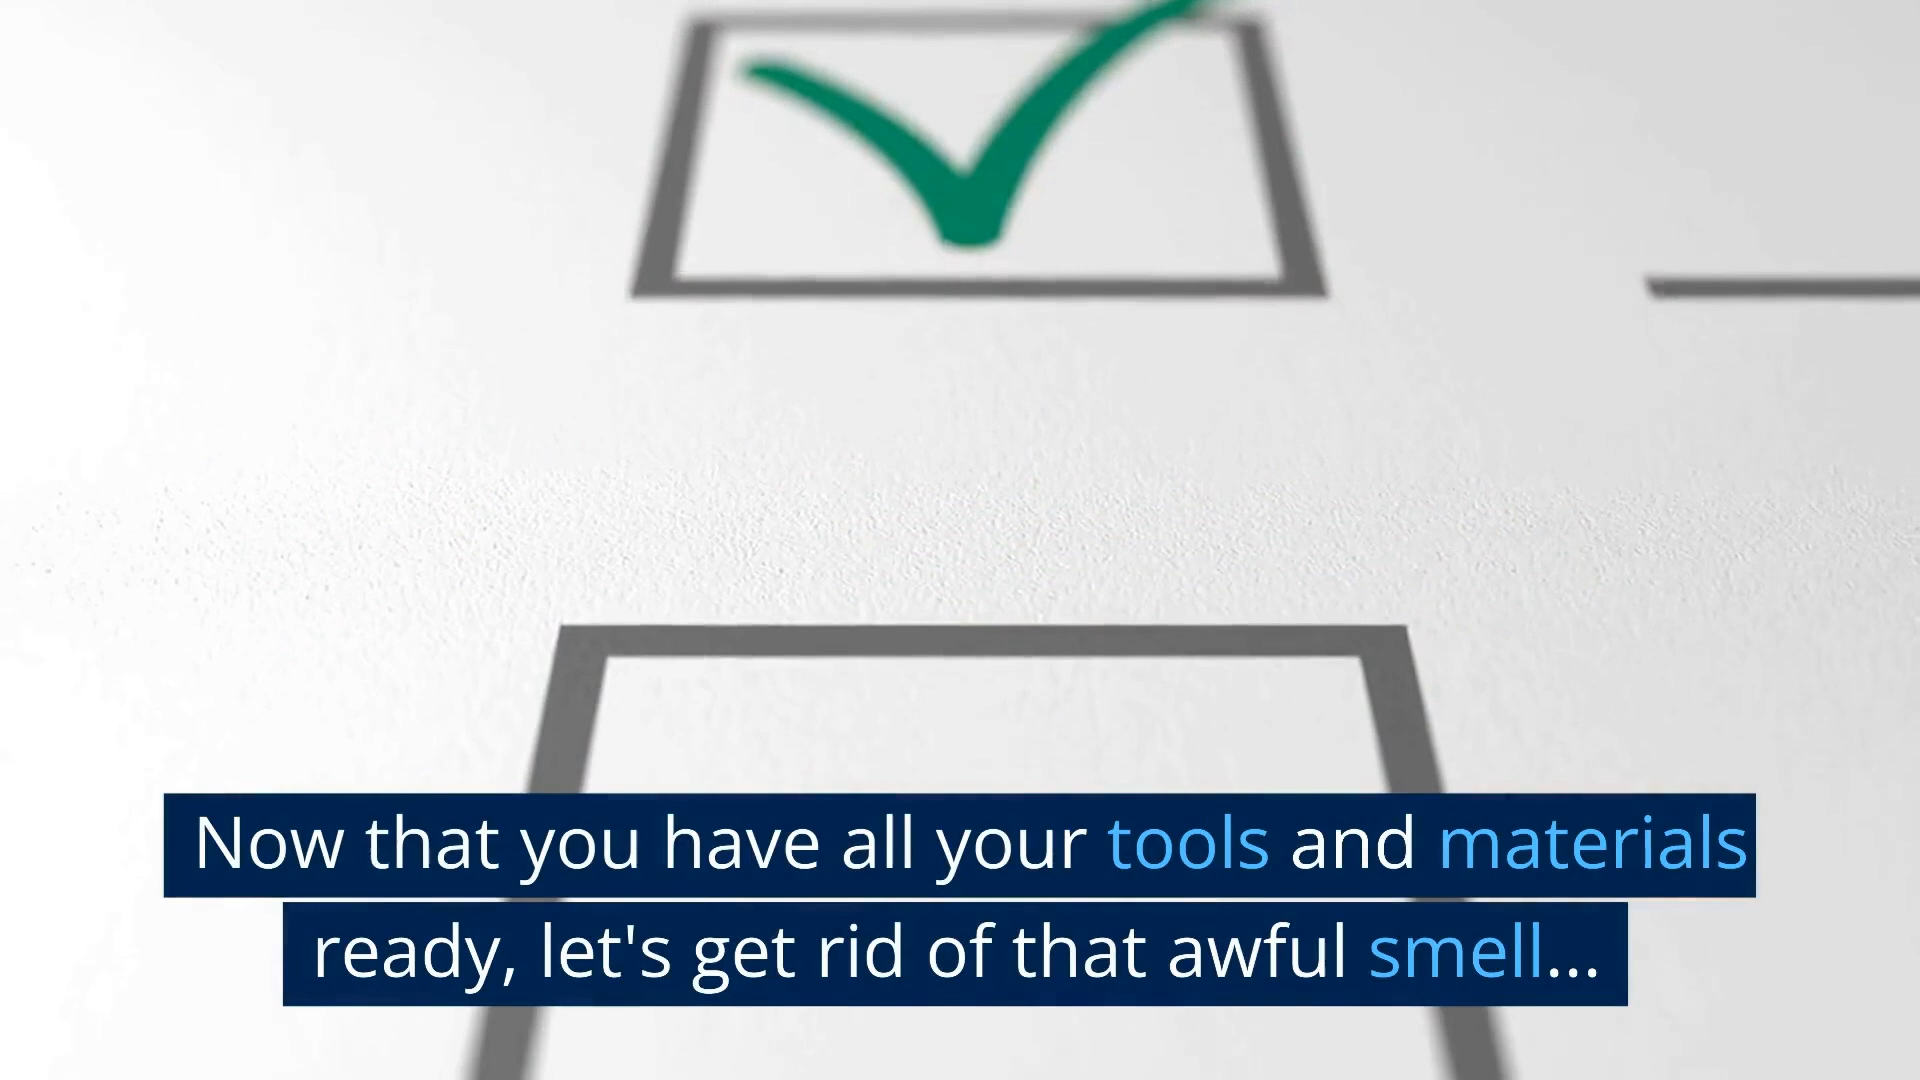 Now that you have all your tools and materials
ready, let's get rid of that awful smell...